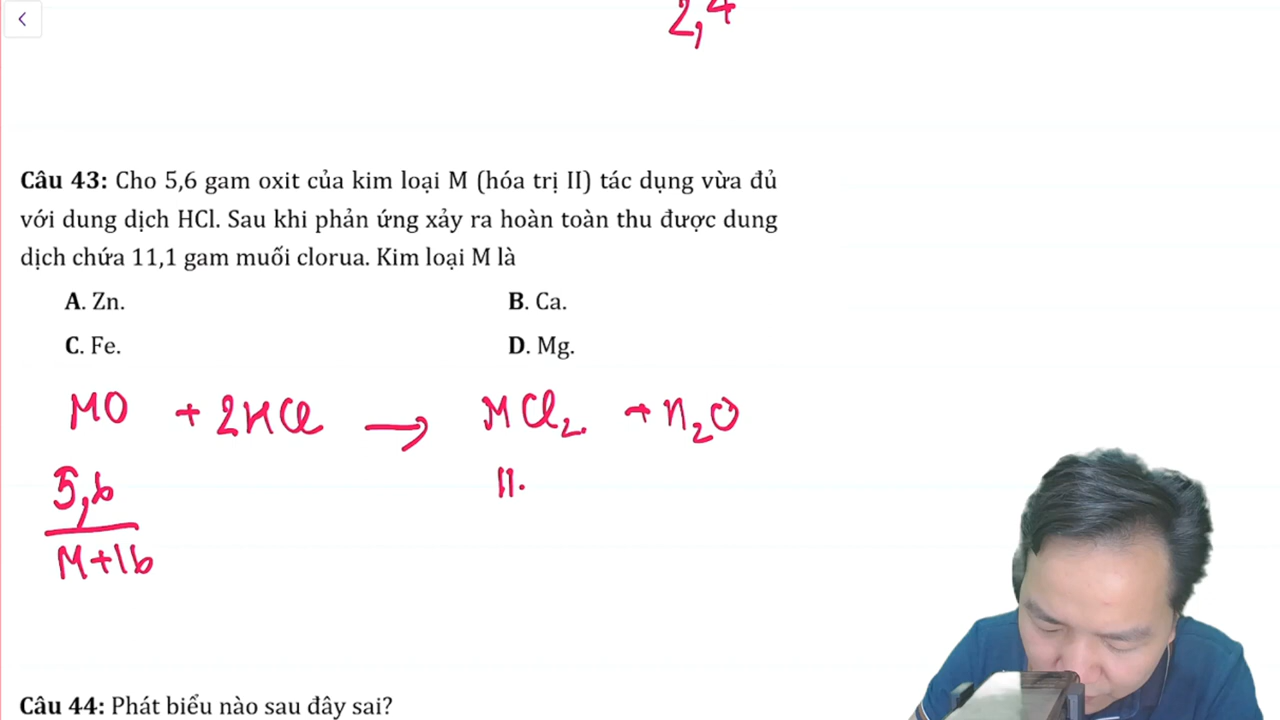 2,4
Câu 43: Cho 5,6 gam oxit của kim loại M (hóa trị II) tác dụng vừa đủ
với dung dịch HCl. Sau khi phản ứng xảy ra hoàn toàn thu được dung
dịch chứa 11,1 gam muối clorua. Kim loại M là
A. Zn. B. Ca.
C. Fe. D. Mg.
MO + 2HCl → MCl₂. + H₂O
5,6 11.
M+16
Câu 44: Phát biểu nào sau đây sai?